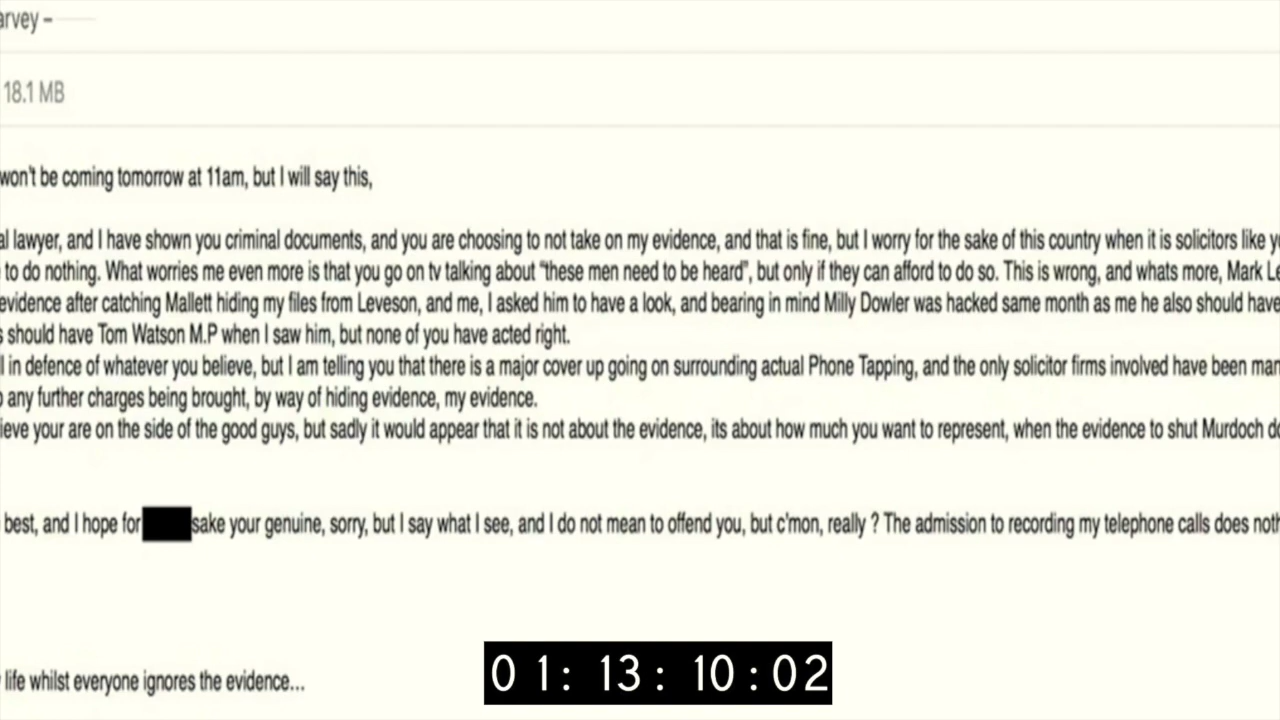 arvey –
18.1 MB
won't be coming tomorrow at 11am, but I will say this,
al lawyer, and I have shown you criminal documents, and you are choosing to not take on my evidence, and that is fine, but I worry for the sake of this country when it is solicitors like y
to do nothing. What worries me even more is that you go on tv talking about “these men need to be heard”, but only if they can afford to do so. This is wrong, and whats more, Mark Le
evidence after catching Mallett hiding my files from Leveson, and me, I asked him to have a look, and bearing in mind Milly Dowler was hacked same month as me he also should have
s should have Tom Watson M.P when I saw him, but none of you have acted right.
l in defence of whatever you believe, but I am telling you that there is a major cover up going on surrounding actual Phone Tapping, and the only solicitor firms involved have been man
o any further charges being brought, by way of hiding evidence, my evidence.
ieve your are on the side of the good guys, but sadly it would appear that it is not about the evidence, its about how much you want to represent, when the evidence to shut Murdoch do
best, and I hope for sake your genuine, sorry, but I say what I see, and I do not mean to offend you, but c'mon, really ? The admission to recording my telephone calls does noth
life whilst everyone ignores the evidence...
01: 13: 10:02